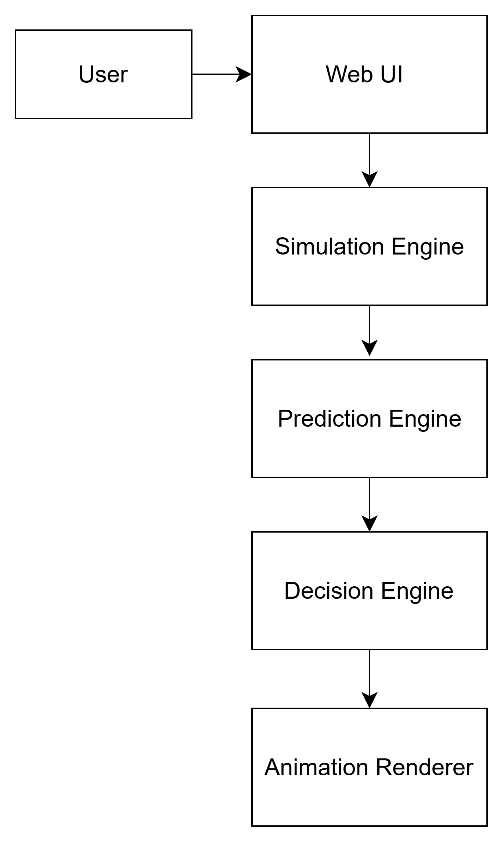 User
Web UI
Simulation Engine
Prediction Engine
Decision Engine
Animation Renderer